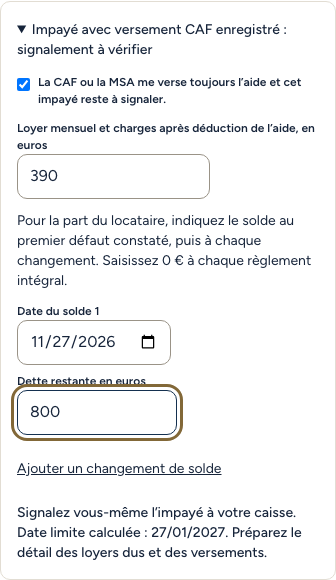 ▼ Impayé avec versement CAF enregistré :
signalement à vérifier
La CAF ou la MSA me verse toujours l’aide et cet
impayé reste à signaler.
Loyer mensuel et charges après déduction de l’aide, en
euros
390
Pour la part du locataire, indiquez le solde au
premier défaut constaté, puis à chaque
changement. Saisissez 0 € à chaque règlement
intégral.
Date du solde 1
11/27/2026
Dette restante en euros
800
Ajouter un changement de solde
Signalez vous-même l’impayé à votre caisse.
Date limite calculée : 27/01/2027. Préparez le
détail des loyers dus et des versements.